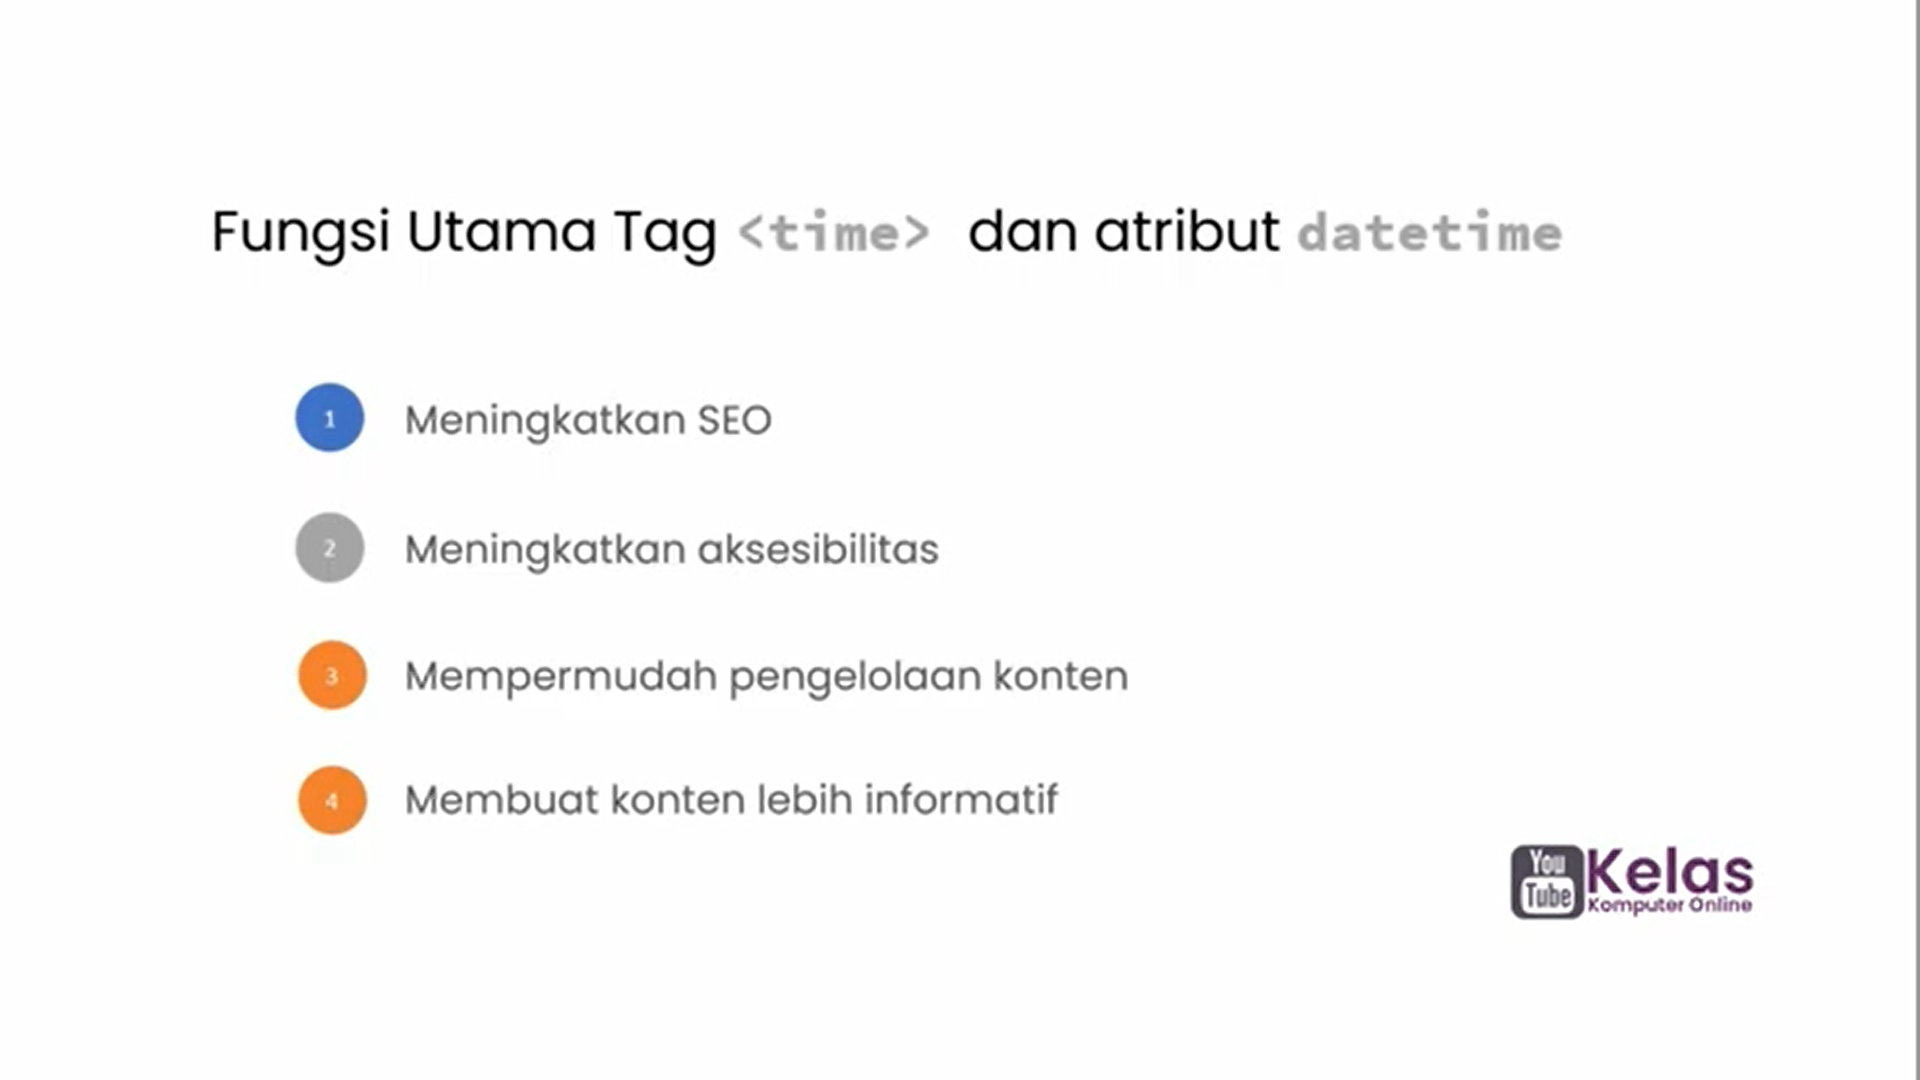 Fungsi Utama Tag <time> dan atribut datetime
1 Meningkatkan SEO
2 Meningkatkan aksesibilitas
3 Mempermudah pengelolaan konten
4 Membuat konten lebih informatif
You
Tube
Kelas
Komputer Online